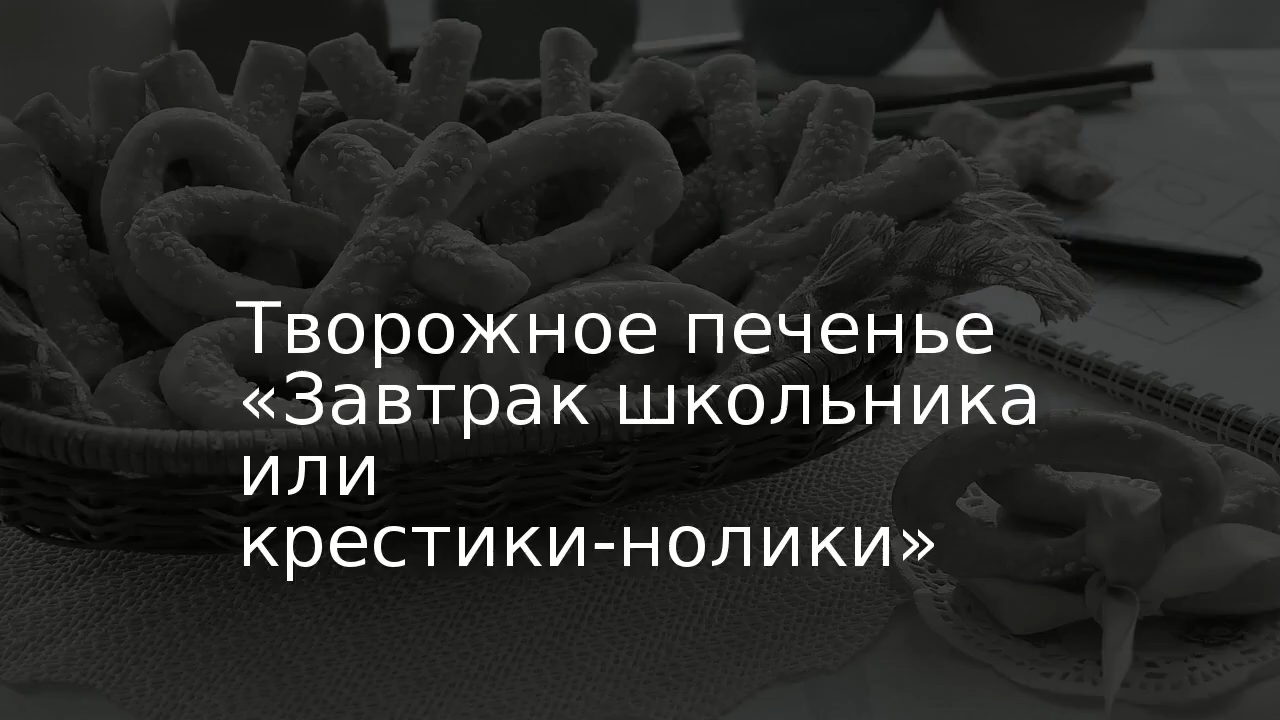 Творожное печенье
«Завтрак школьника
или
крестики-нолики»